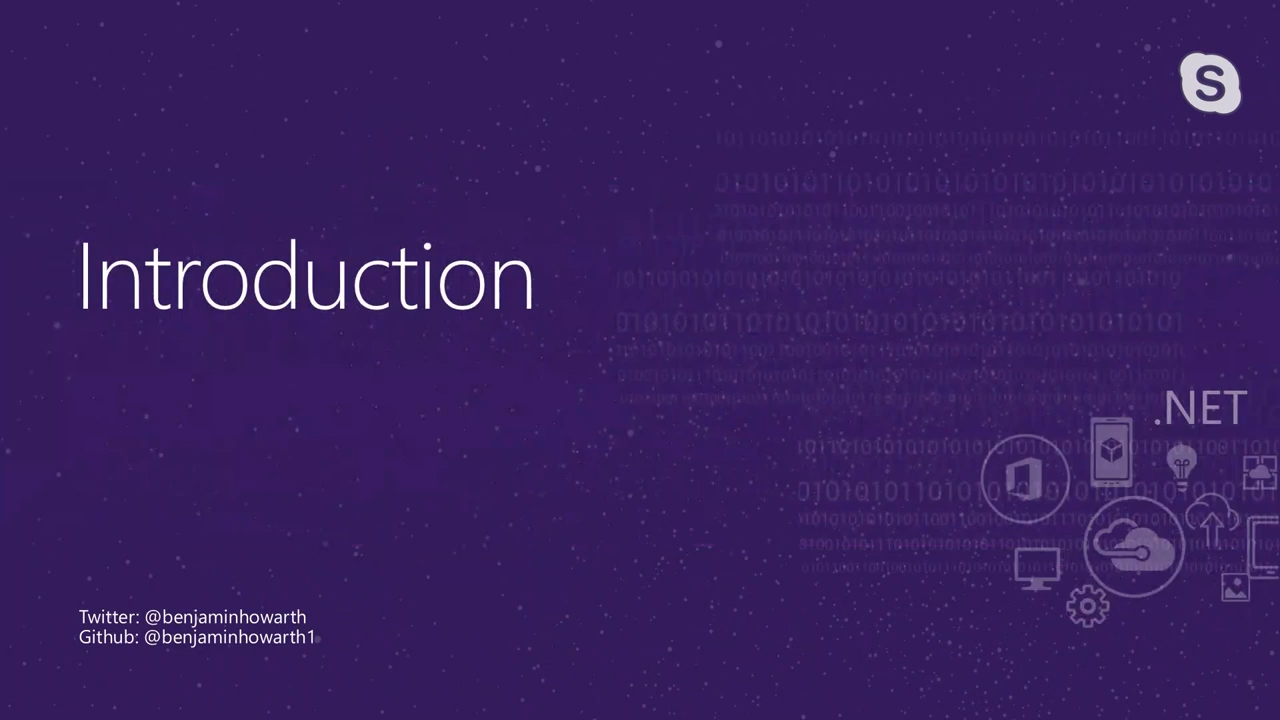 S
Introduction
.NET
Twitter: @benjaminhowarth
Github: @benjaminhowarth1